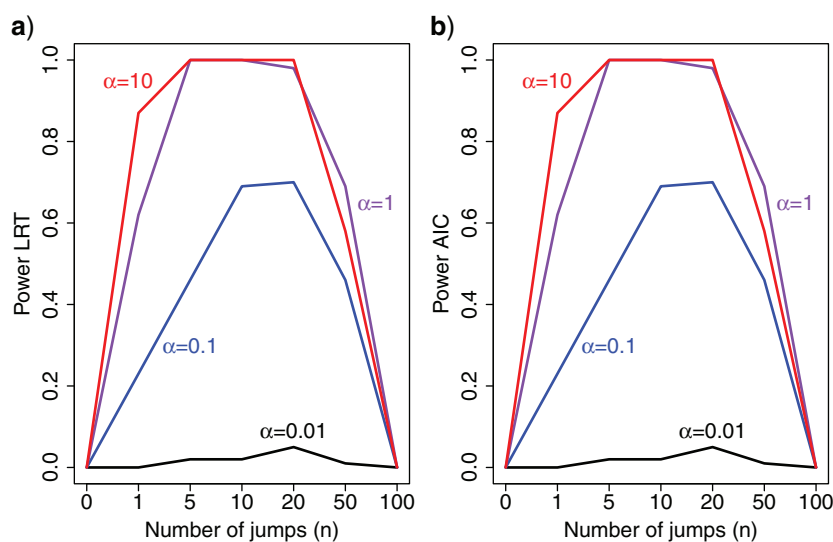 a)
Power LRT
1.0
0.8
0.6
0.4
0.2
0.0
α=10
α=1
α=0.1
α=0.01
0 1 5 10 20 50 100
Number of jumps (n)
b)
Power AIC
1.0
0.8
0.6
0.4
0.2
0.0
α=10
α=1
α=0.1
α=0.01
0 1 5 10 20 50 100
Number of jumps (n)